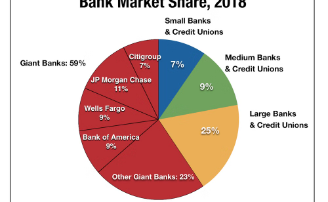 Bank Market Share, 2018
Small Banks
& Credit Unions
7%
Medium Banks
& Credit Unions
9%
Large Banks
& Credit Unions
25%
Giant Banks: 59%
Citigroup
7%
JP Morgan Chase
11%
Wells Fargo
9%
Bank of America
9%
Other Giant Banks: 23%